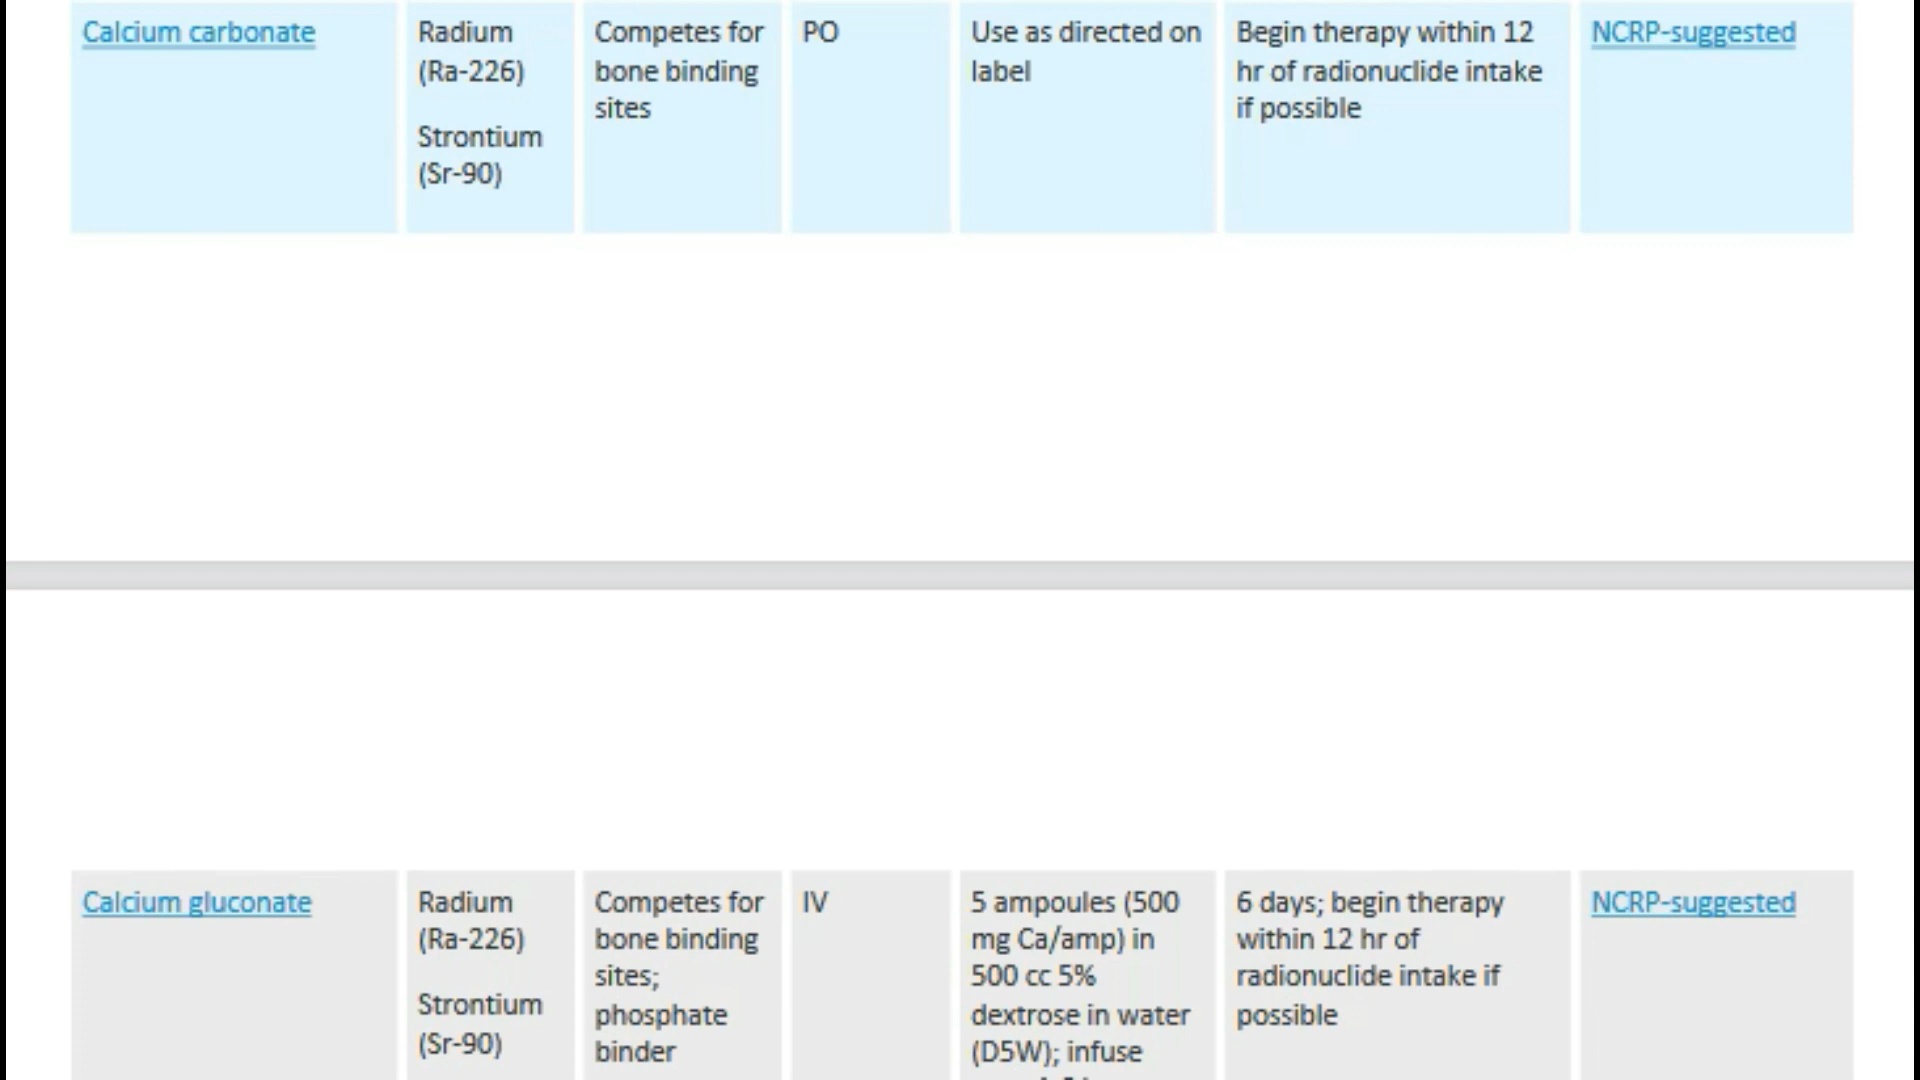 Calcium carbonate
Radium
(Ra-226)
Strontium
(Sr-90)
Competes for
bone binding
sites
PO
Use as directed on
label
Begin therapy within 12
hr of radionuclide intake
if possible
NCRP-suggested
Calcium gluconate
Radium
(Ra-226)
Strontium
(Sr-90)
Competes for
bone binding
sites;
phosphate
binder
IV
5 ampoules (500
mg Ca/amp) in
500 cc 5%
dextrose in water
(D5W); infuse
6 days; begin therapy
within 12 hr of
radionuclide intake if
possible
NCRP-suggested